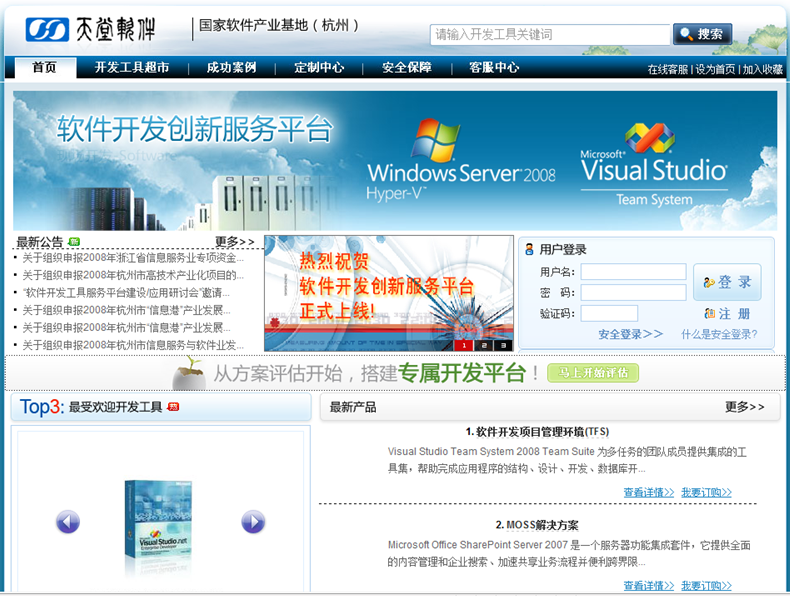 天堂软件
国家软件产业基地（杭州）
请输入开发工具关键词
搜索
首页 开发工具超市 | 成功案例 | 定制中心 | 安全保障 | 客服中心
在线客服 | 设为首页 | 加入收藏
软件开发创新服务平台
Windows Server 2008
Hyper-V™
Microsoft®
Visual Studio
Team System
最新公告 新 更多>>
关于组织申报2008年浙江省信息服务业专项资金...
关于组织申报2008年杭州市高技术产业化项目的...
“软件开发工具服务平台建设/应用研讨会”邀请...
关于组织申报2008年杭州市“信息港”产业发展...
关于组织申报2008年杭州市“信息港”产业发展...
关于组织申报2008年杭州市信息服务与软件业发...
热烈祝贺
软件开发创新服务平台
正式上线!
1 2 3
用户登录
用户名:
密 码:
验证码:
登 录
注 册
安全登录>>
什么是安全登录?
从方案评估开始，搭建专属开发平台！
马上开始评估
Top3: 最受欢迎开发工具 热
Visual Studio.net
Enterprise Developer
最新产品 更多>>
1. 软件开发项目管理环境(TFS)
Visual Studio Team System 2008 Team Suite 为多任务的团队成员提供集成的工
具集，帮助完成应用程序的结构、设计、开发、数据库开...
查看详情>> 我要订购>>
2. MOSS解决方案
Microsoft Office SharePoint Server 2007 是一个服务器功能集成套件，它提供全面
的内容管理和企业搜索、加速共享业务流程并便利跨界限...
查看详情>> 我要订购>>